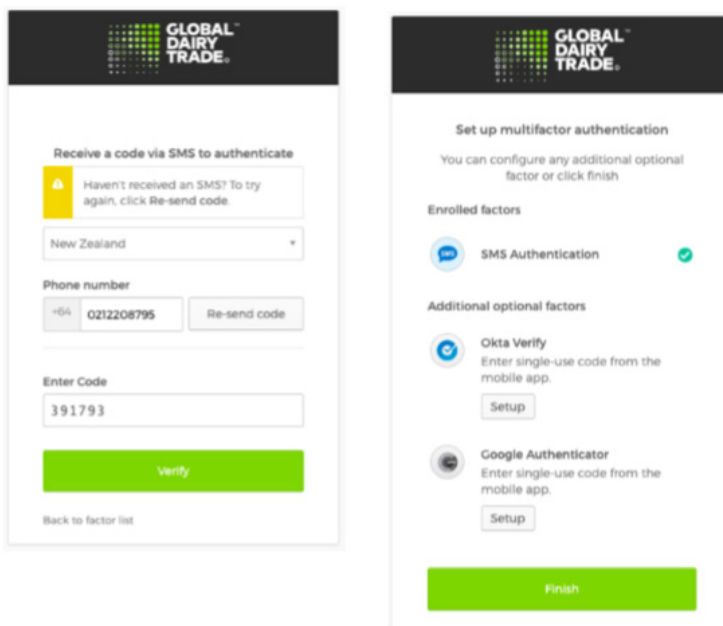 GLOBAL™
DAIRY
TRADE®
Receive a code via SMS to authenticate
Haven't received an SMS? To try
again, click Re-send code.
New Zealand
Phone number
+64 0212208795 Re-send code
Enter Code
391793
Verify
Back to factor list
GLOBAL™
DAIRY
TRADE®
Set up multifactor authentication
You can configure any additional optional
factor or click finish
Enrolled factors
SMS SMS Authentication
Additional optional factors
Okta Verify
Enter single-use code from the
mobile app.
Setup
Google Authenticator
Enter single-use code from the
mobile app.
Setup
Finish